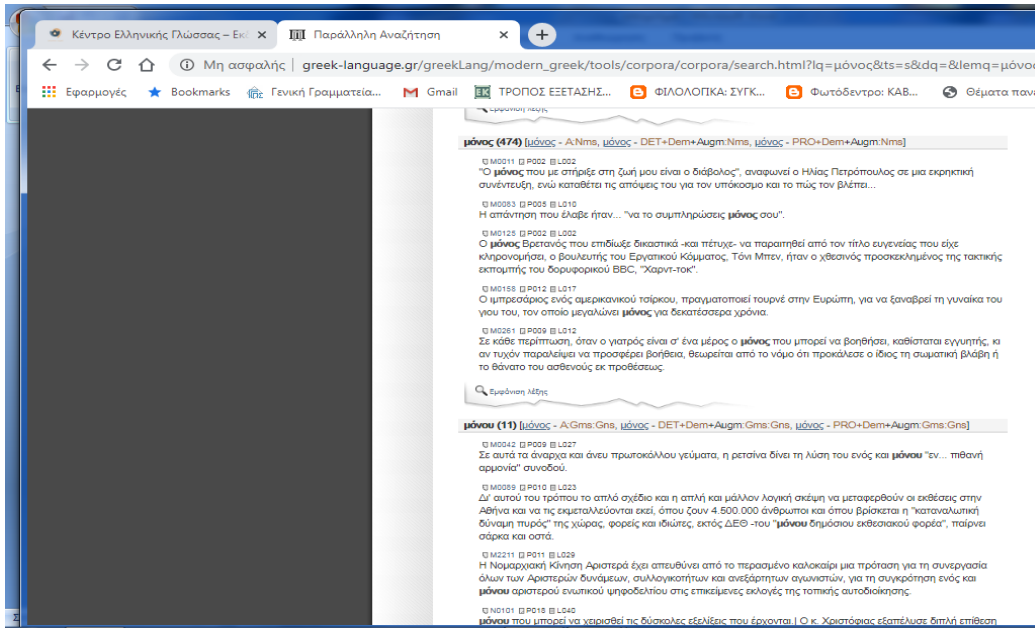 Κέντρο Ελληνικής Γλώσσας – Εκ
Παράλληλη Αναζήτηση
Μη ασφαλής | greek-language.gr/greekLang/modern_greek/tools/corpora/corpora/search.html?lq=μόνος&ts=s&dq=&lemq=μόνος
Εφαρμογές Bookmarks Γενική Γραμματεία... Gmail ΤΡΟΠΟΣ ΕΞΕΤΑΣΗΣ... ΦΙΛΟΛΟΓΙΚΑ: ΣΥΓΚ... Φωτόδεντρο: ΚΑΒ... Θέματα παν
Εμφάνιση λέξης
μόνος (474) [μόνος - A:Nms, μόνος - DET+Dem+Augm:Nms, μόνος - PRO+Dem+Augm:Nms]
M0011 P002 L002
"Ο μόνος που με στήριξε στη ζωή μου είναι ο διάβολος", αναφωνεί ο Ηλίας Πετρόπουλος σε μια εκρηκτική
συνέντευξη, ενώ καταθέτει τις απόψεις του για τον υπόκοσμο και το πώς τον βλέπει...
M0083 P005 L010
Η απάντηση που έλαβε ήταν... "να το συμπληρώσεις μόνος σου".
M0125 P002 L002
Ο μόνος Βρετανός που επιδίωξε δικαστικά -και πέτυχε- να παραιτηθεί από τον τίτλο ευγενείας που είχε
κληρονομήσει, ο βουλευτής του Εργατικού Κόμματος, Τόνι Μπεν, ήταν ο χθεσινός προσκεκλημένος της τακτικής
εκπομπής του δορυφορικού BBC, "Χαρντ-τοκ".
M0158 P012 L017
Ο ιμπρεσάριος ενός αμερικανικού τσίρκου, πραγματοποιεί τουρνέ στην Ευρώπη, για να ξαναβρεί τη γυναίκα του
γιου του, τον οποίο μεγαλώνει μόνος για δεκατέσσερα χρόνια.
M0261 P009 L012
Σε κάθε περίπτωση, όταν ο γιατρός είναι σ' ένα μέρος ο μόνος που μπορεί να βοηθήσει, καθίσταται εγγυητής, κι
αν τυχόν παραλείψει να προσφέρει βοήθεια, θεωρείται από το νόμο ότι προκάλεσε ο ίδιος τη σωματική βλάβη ή
το θάνατο του ασθενούς εκ προθέσεως.
Εμφάνιση λέξης
μόνου (11) [μόνος - A:Gms:Gns, μόνος - DET+Dem+Augm:Gms:Gns, μόνος - PRO+Dem+Augm:Gms:Gns]
M0042 P009 L027
Σε αυτά τα άναρχα και άνευ πρωτοκόλλου γεύματα, η ρετσίνα δίνει τη λύση του ενός και μόνου "εν... πιθανή
αρμονία" συνοδού.
M0089 P010 L023
Δι' αυτού του τρόπου το απλό σχέδιο και η απλή και μάλλον λογική σκέψη να μεταφερθούν οι εκθέσεις στην
Αθήνα και να τις εκμεταλλεύονται εκεί, όπου ζουν 4.500.000 άνθρωποι και όπου βρίσκεται η "καταναλωτική
δύναμη πυρός" της χώρας, φορείς και ιδιώτες, εκτός ΔΕΘ -του "μόνου δημόσιου εκθεσιακού φορέα", παίρνει
σάρκα και οστά.
M2211 P011 L029
Η Νομαρχιακή Κίνηση Αριστερά έχει απευθύνει από το περασμένο καλοκαίρι μια πρόταση για τη συνεργασία
όλων των Αριστερών δυνάμεων, συλλογικοτήτων και ανεξάρτητων αγωνιστών, για τη συγκρότηση ενός και
μόνου αριστερού ενωτικού ψηφοδελτίου στις επικείμενες εκλογές της τοπικής αυτοδιοίκησης.
N0101 P018 L040
μόνου που μπορεί να χειρισθεί τις δύσκολες εξελίξεις που έρχονται.| Ο κ. Χριστόφιας εξαπέλυσε διπλή επίθεση